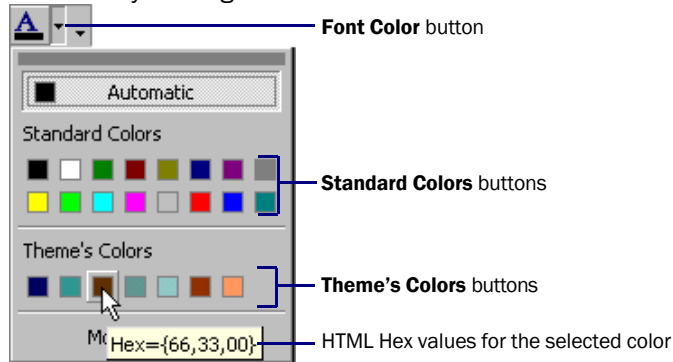 A
Font Color button
Automatic
Standard Colors
Standard Colors buttons
Theme's Colors
Theme's Colors buttons
Mo
Hex={66,33,00}
HTML Hex values for the selected color